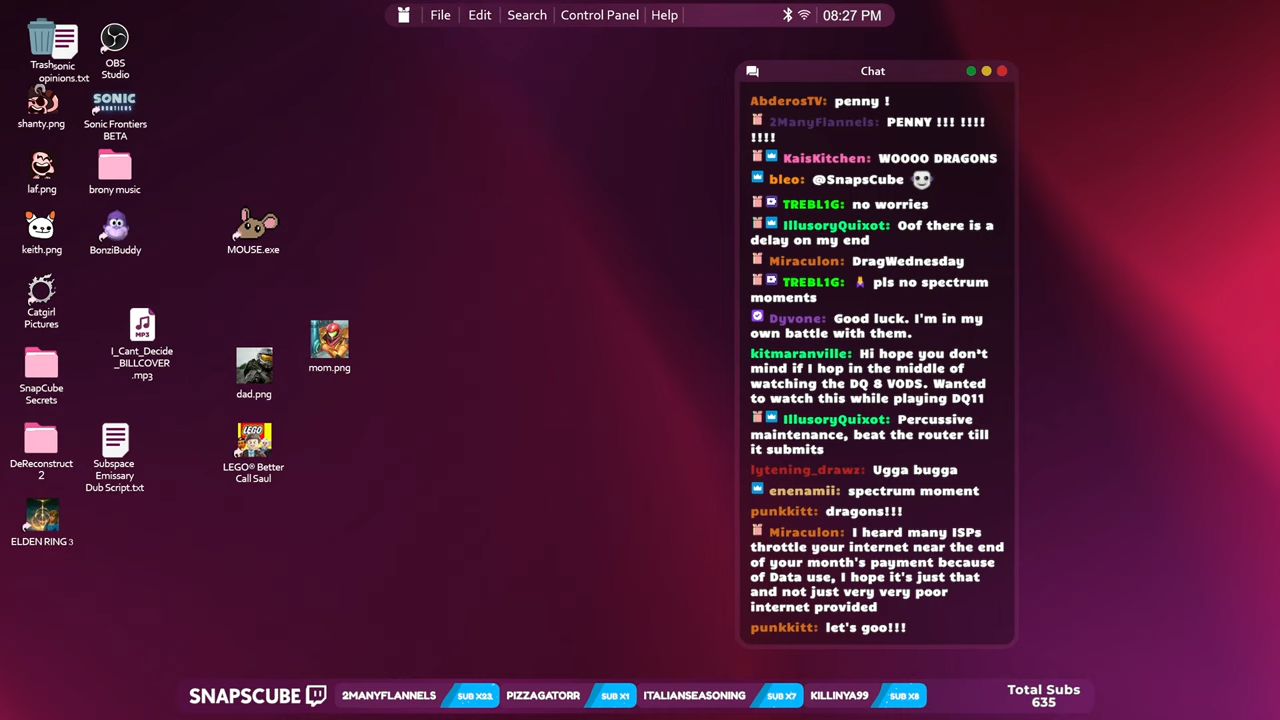 File Edit Search Control Panel Help
08:27 PM
Trash
sonic
opinions.txt
OBS
Studio
shanty.png
SONIC
FRONTIERS
Sonic Frontiers
BETA
laf.png
brony music
keith.png
BonziBuddy
MOUSE.exe
Catgirl
Pictures
MP3
I_Cant_Decide
_BILLCOVER
.mp3
mom.png
dad.png
SnapCube
Secrets
DeReconstruct
2
Subspace
Emissary
Dub Script.txt
LEGO
LEGO® Better
Call Saul
ELDEN RING 3
Chat
AbderosTV: penny !
2ManyFlannels: PENNY !!! !!!!
!!!!
KaisKitchen: WOOOO DRAGONS
bleo: @SnapsCube
TREBL1G: no worries
IllusoryQuixot: Oof there is a
delay on my end
Miraculon: DragWednesday
TREBL1G: pls no spectrum
moments
Dyvone: Good luck. I'm in my
own battle with them.
kitmaranville: Hi hope you don't
mind if I hop in the middle of
watching the DQ 8 VODS. Wanted
to watch this while playing DQ11
IllusoryQuixot: Percussive
maintenance, beat the router till
it submits
lytening_drawz: Ugga bugga
enenamii: spectrum moment
punkkitt: dragons!!!
Miraculon: I heard many ISPs
throttle your internet near the end
of your month's payment because
of Data use, I hope it's just that
and not just very very poor
internet provided
punkkitt: let's goo!!!
SNAPSCUBE
2MANYFLANNELS SUB X23 PIZZAGATORR SUB X1 ITALIANSEASONING SUB X7 KILLINYA99 SUB X8
Total Subs
635